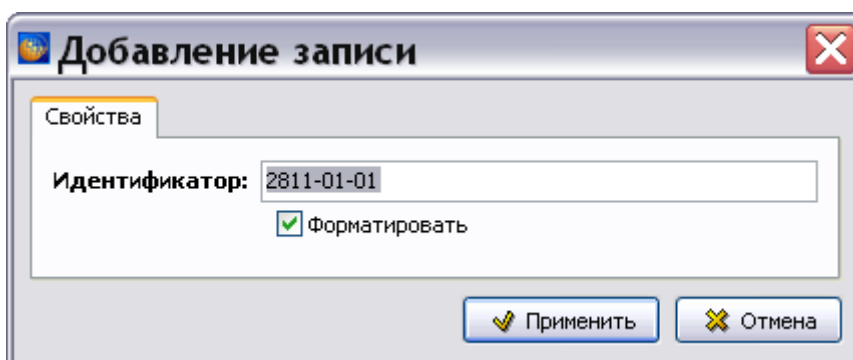 Добавление записи
Свойства
Идентификатор: 2811-01-01
Форматировать
Применить Отмена